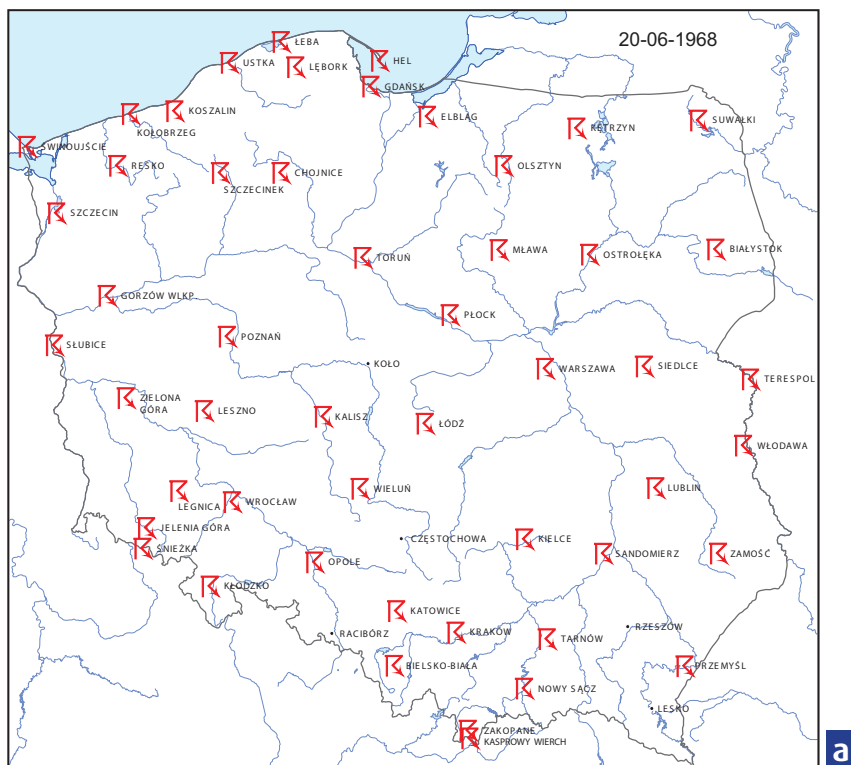 20-06-1968
ŁEBA
USTKA
LĘBORK
HEL
GDAŃSK
KOSZALIN
KOŁOBRZEG
ELBLĄG
KĘTRZYN
SUWAŁKI
ŚWINOUJŚCIE
RESKO
SZCZECINEK
CHOJNICE
OLSZTYN
SZCZECIN
TORUŃ
MŁAWA
OSTROŁĘKA
BIAŁYSTOK
GORZÓW WLKP
PŁOCK
SŁUBICE
POZNAŃ
KOŁO
WARSZAWA
SIEDLCE
TERESPOL
ZIELONA
GÓRA
LESZNO
KALISZ
ŁÓDŹ
WŁODAWA
LEGNICA
WROCŁAW
WIELUŃ
LUBLIN
JELENIA GÓRA
ŚNIEŻKA
CZĘSTOCHOWA
KIELCE
OPOLE
SANDOMIERZ
ZAMOŚĆ
KŁODZKO
KATOWICE
RACIBÓRZ
KRAKÓW
TARNÓW
RZESZÓW
BIELSKO-BIAŁA
PRZEMYŚL
NOWY SĄCZ
LESKO
ZAKOPANE
KASPROWY WIERCH
a